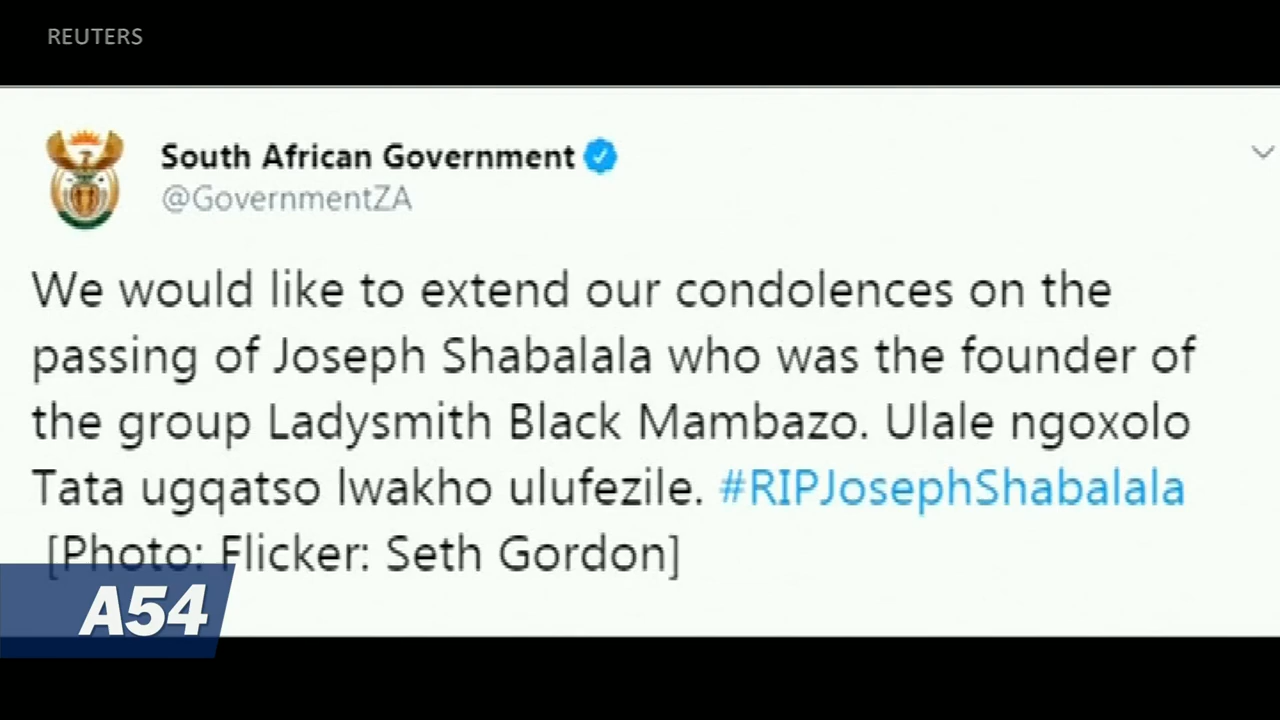 REUTERS
South African Government
@GovernmentZA
We would like to extend our condolences on the
passing of Joseph Shabalala who was the founder of
the group Ladysmith Black Mambazo. Ulale ngoxolo
Tata ugqatso lwakho ulufezile. #RIPJosephShabalala
[Photo: Flicker: Seth Gordon]
A54